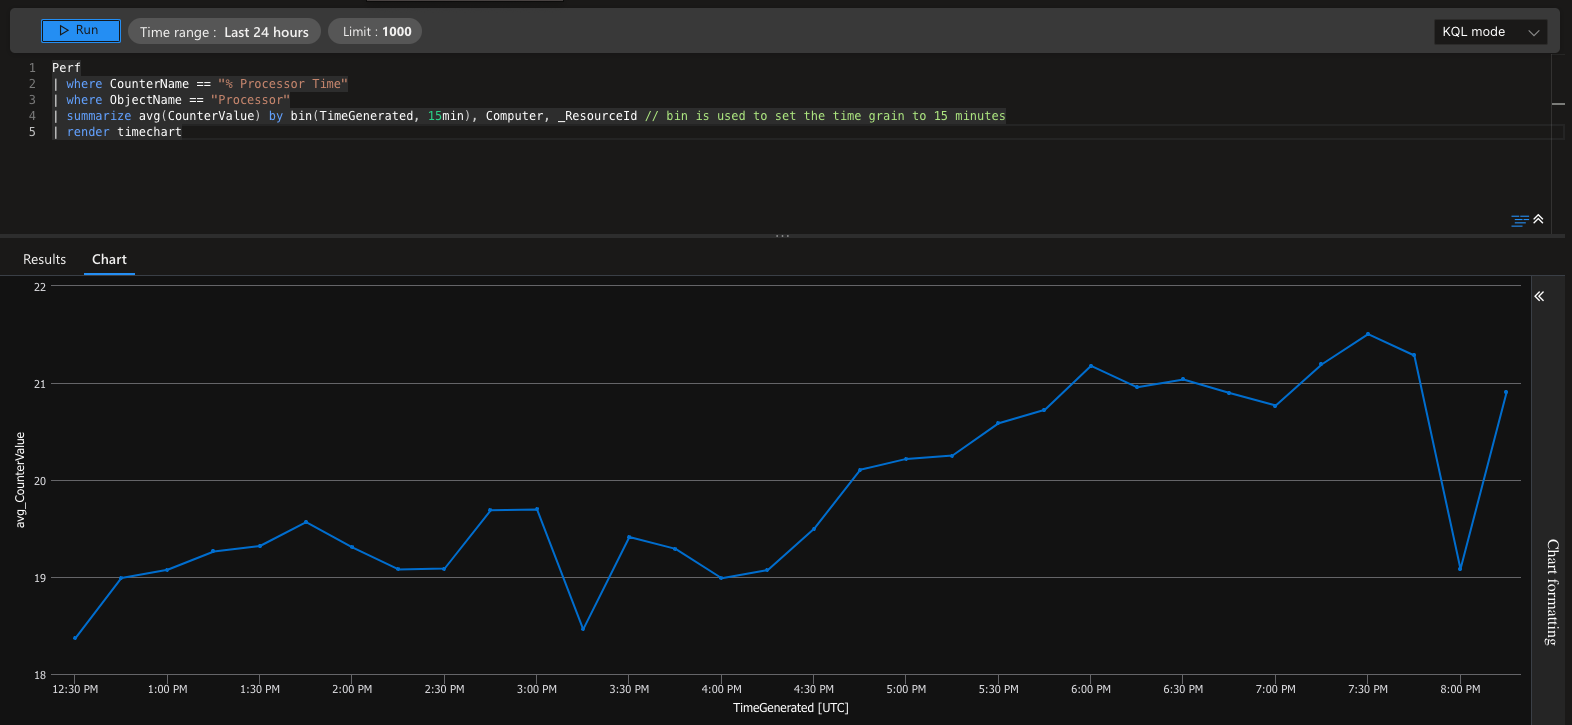 Run
Time range : Last 24 hours
Limit : 1000
KQL mode
1 Perf
2 | where CounterName == "% Processor Time"
3 | where ObjectName == "Processor"
4 | summarize avg(CounterValue) by bin(TimeGenerated, 15min), Computer, _ResourceId // bin is used to set the time grain to 15 minutes
5 | render timechart
Results Chart
22
21
20
19
18
avg_CounterValue
12:30 PM 1:00 PM 1:30 PM 2:00 PM 2:30 PM 3:00 PM 3:30 PM 4:00 PM 4:30 PM 5:00 PM 5:30 PM 6:00 PM 6:30 PM 7:00 PM 7:30 PM 8:00 PM
TimeGenerated [UTC]
Chart formatting